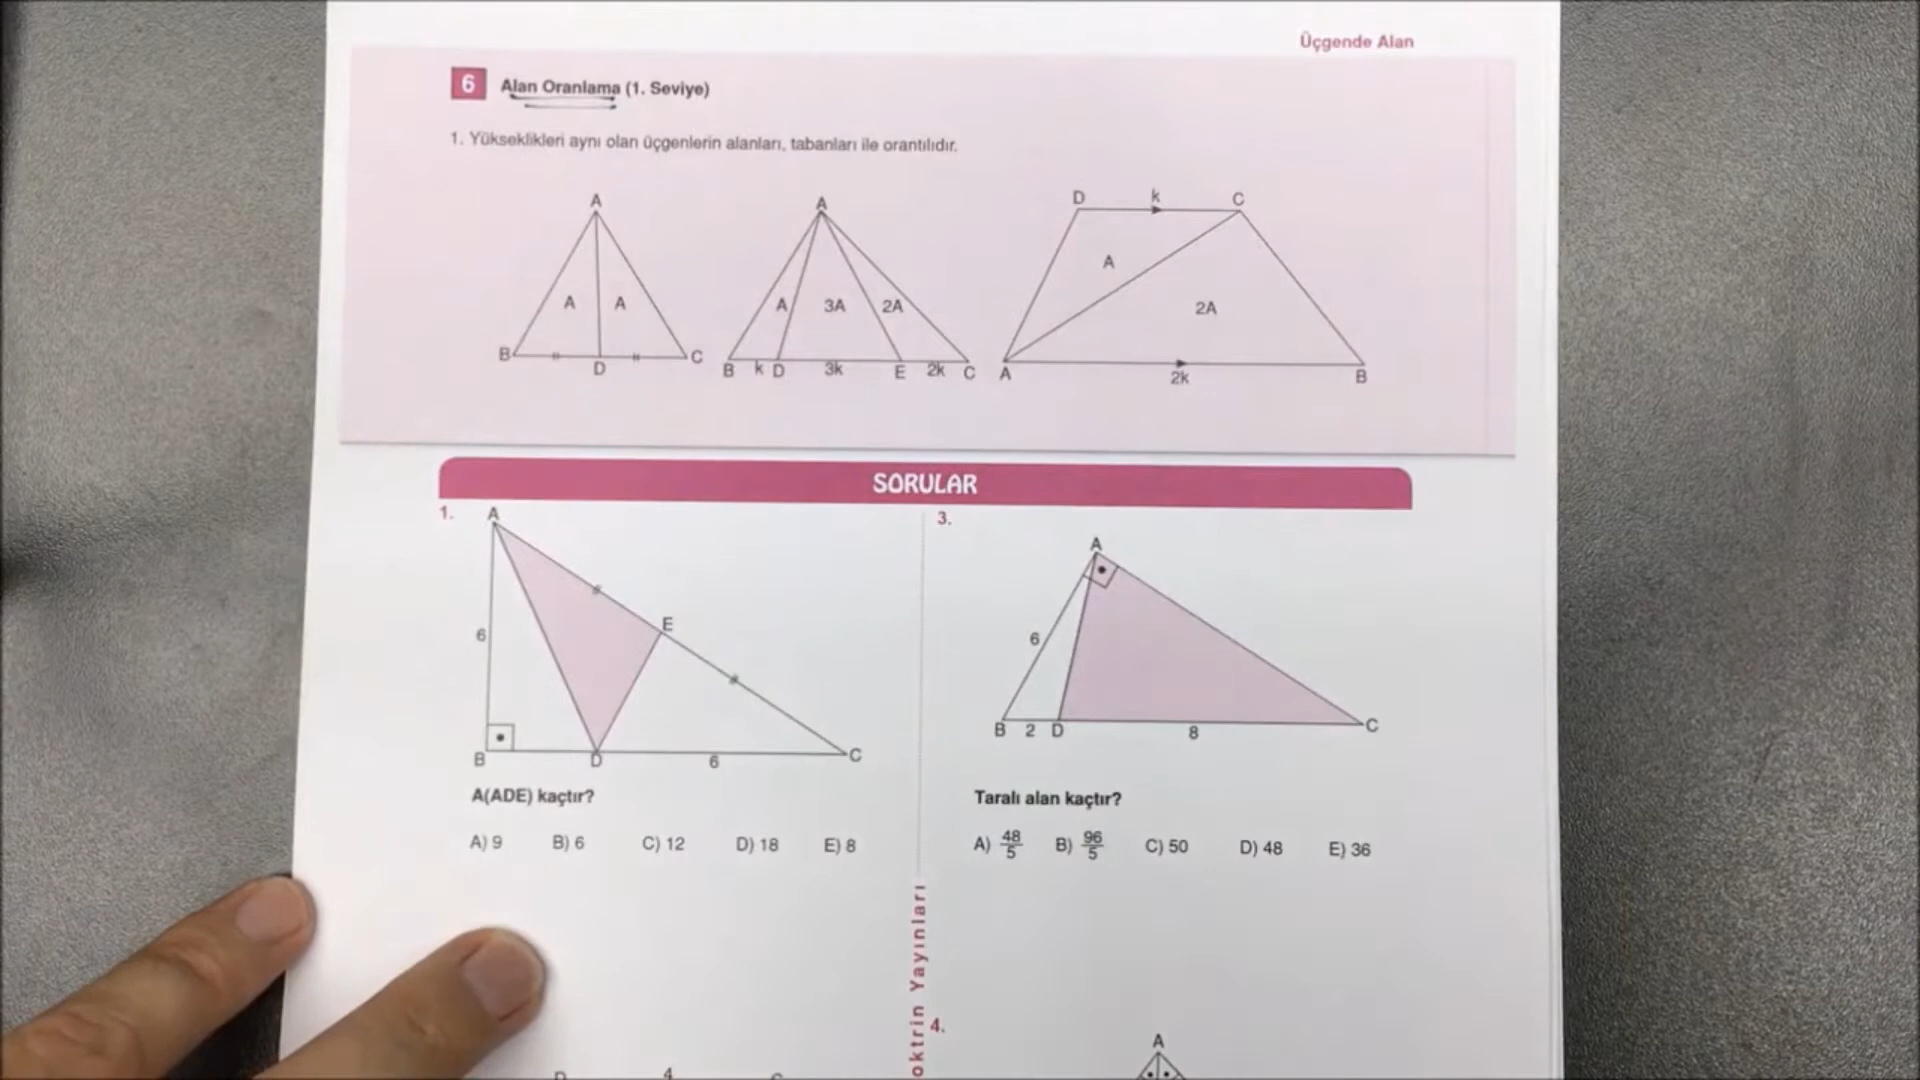 Üçgende Alan
6 Alan Oranlama (1. Seviye)
1. Yükseklikleri aynı olan üçgenlerin alanları, tabanları ile orantılıdır.
A
A A
B D C
A
A 3A 2A
B k D 3k E 2k C
D k C
A
2A
A 2k B
SORULAR
1.
A
E
6
B D 6 C
A(ADE) kaçtır?
A) 9 B) 6 C) 12 D) 18 E) 8
3.
A
6
B 2 D 8 C
Taralı alan kaçtır?
A) 48/5 B) 96/5 C) 50 D) 48 E) 36
oktrin Yayınları
4.
A
4